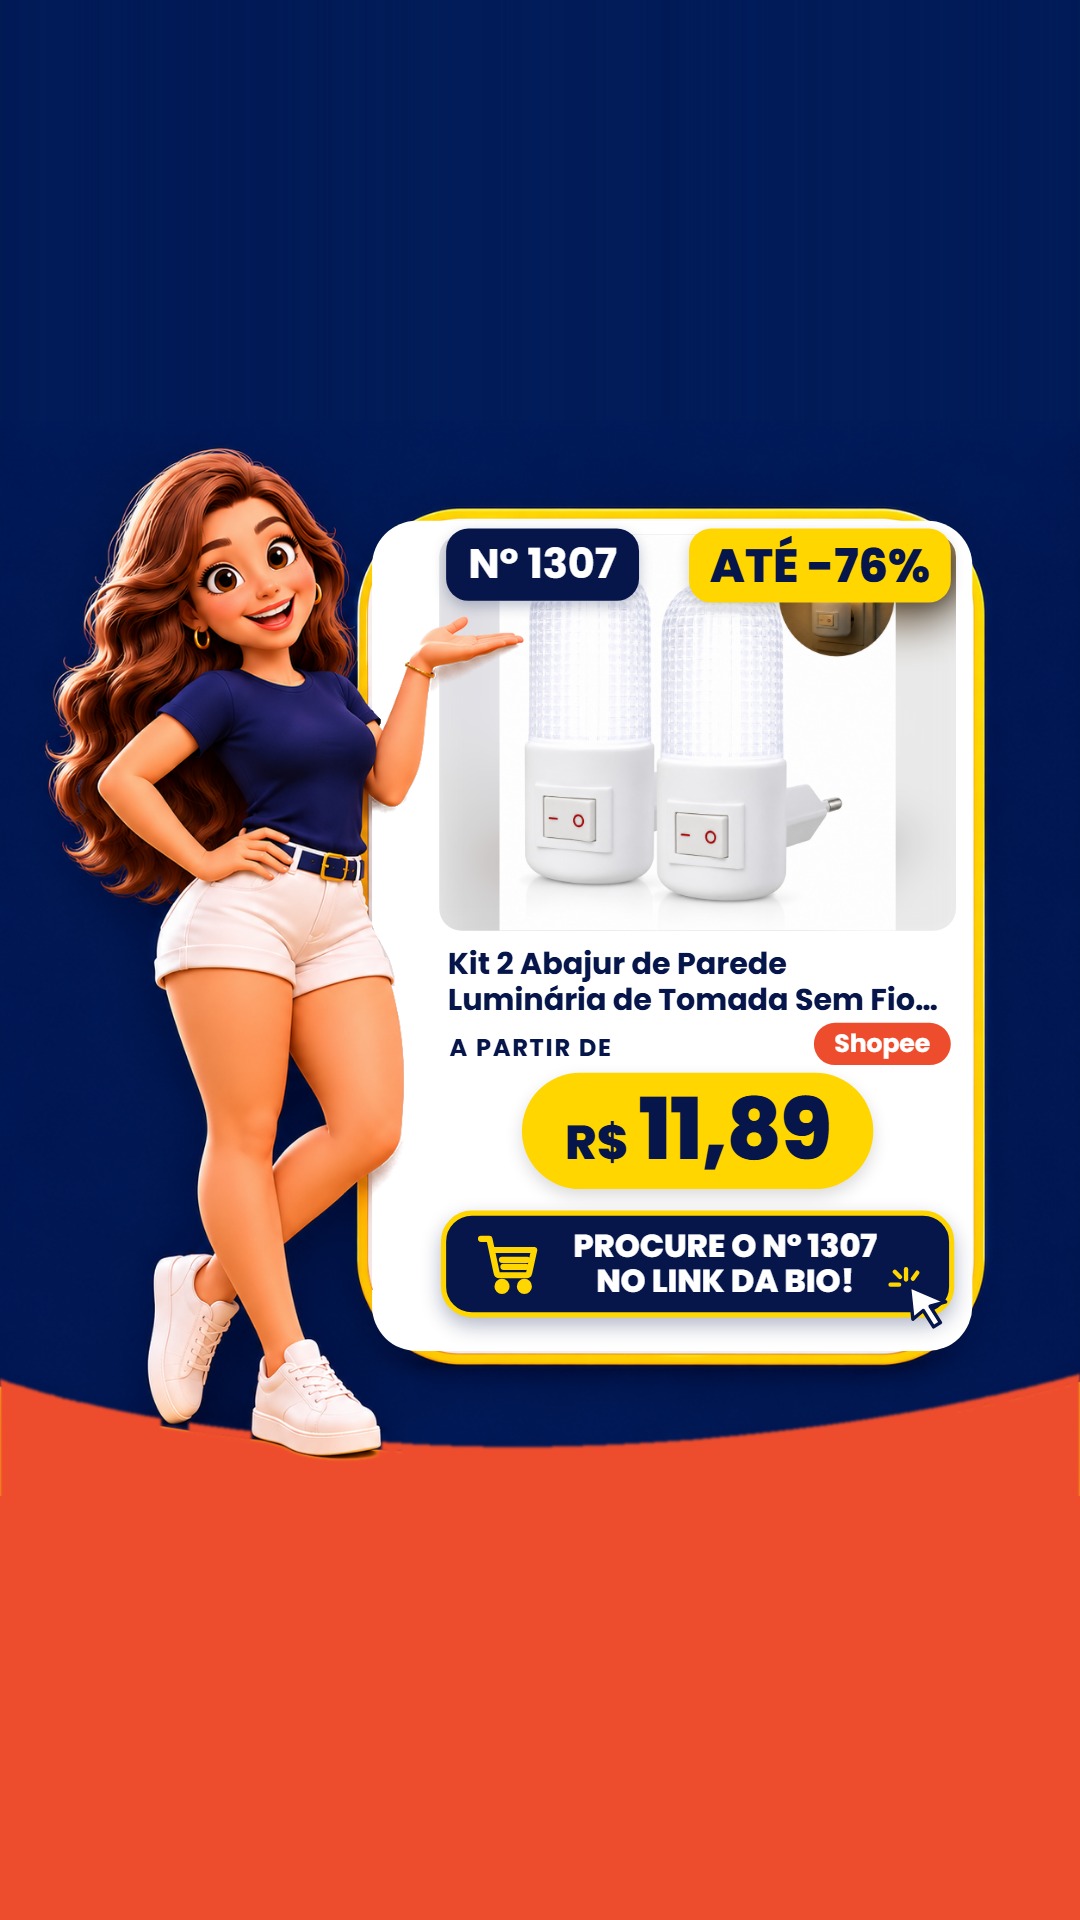 Nº 1307
ATÉ -76%
Kit 2 Abajur de Parede
Luminária de Tomada Sem Fio...
A PARTIR DE
Shopee
R$ 11,89
PROCURE O Nº 1307
NO LINK DA BIO!